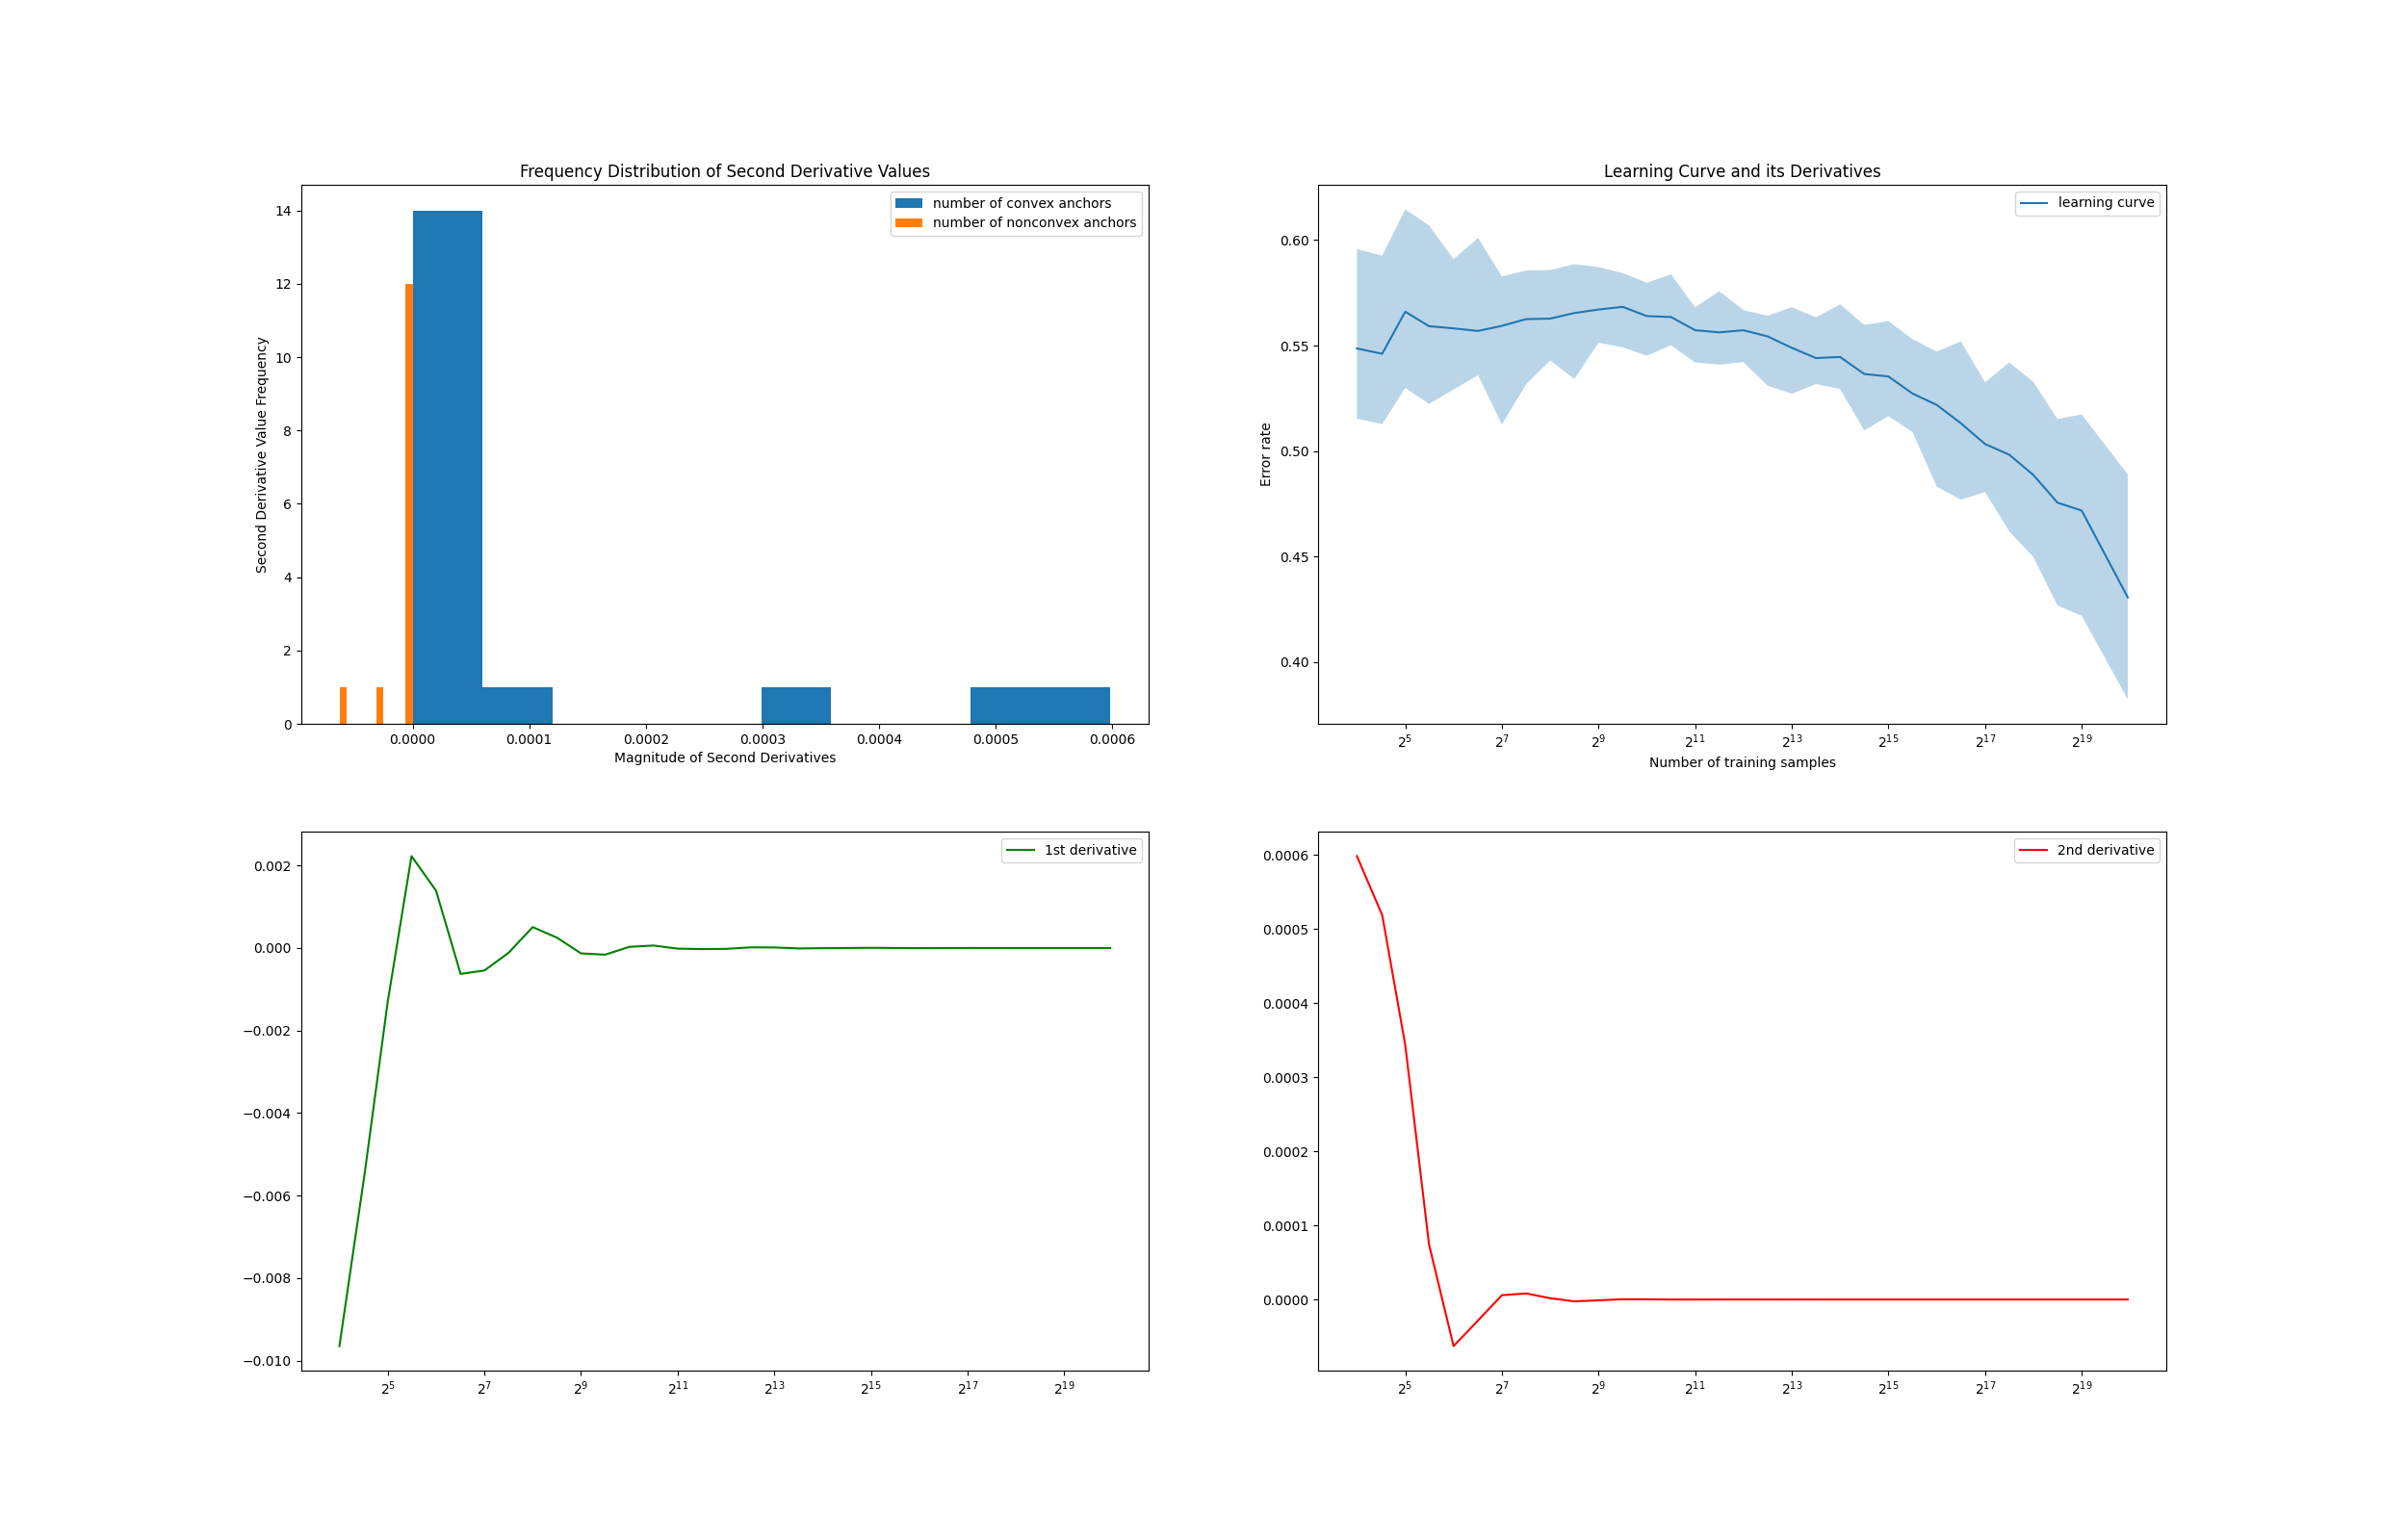 Frequency Distribution of Second Derivative Values
number of convex anchors
number of nonconvex anchors
14
12
10
8
6
4
2
0
Second Derivative Value Frequency
0.0000 0.0001 0.0002 0.0003 0.0004 0.0005 0.0006
Magnitude of Second Derivatives
Learning Curve and its Derivatives
learning curve
0.60
0.55
0.50
0.45
0.40
Error rate
2^5 2^7 2^9 2^11 2^13 2^15 2^17 2^19
Number of training samples
1st derivative
0.002
0.000
−0.002
−0.004
−0.006
−0.008
−0.010
2^5 2^7 2^9 2^11 2^13 2^15 2^17 2^19
2nd derivative
0.0006
0.0005
0.0004
0.0003
0.0002
0.0001
0.0000
2^5 2^7 2^9 2^11 2^13 2^15 2^17 2^19